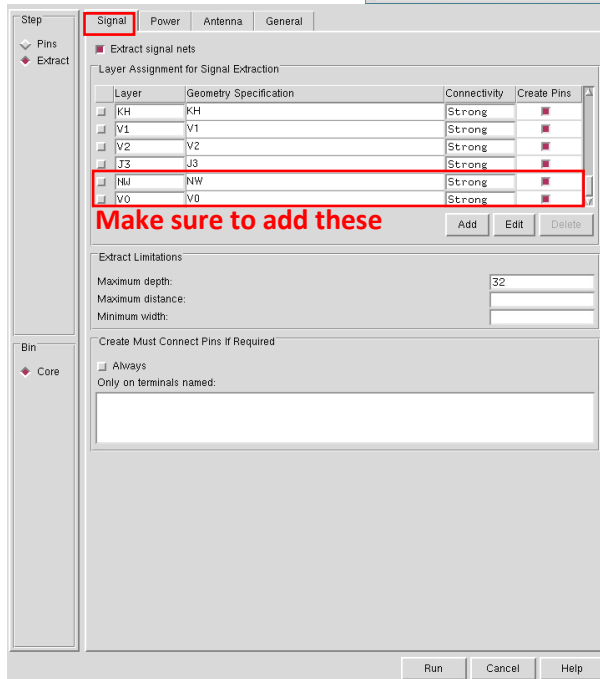 Step
Pins
Extract
Bin
Core
Signal Power Antenna General
Extract signal nets
Layer Assignment for Signal Extraction
Layer Geometry Specification Connectivity Create Pins
KH KH Strong
V1 V1 Strong
V2 V2 Strong
J3 J3 Strong
NW NW Strong
V0 V0 Strong
Make sure to add these
Add Edit Delete
Extract Limitations
Maximum depth: 32
Maximum distance:
Minimum width:
Create Must Connect Pins If Required
Always
Only on terminals named:
Run Cancel Help